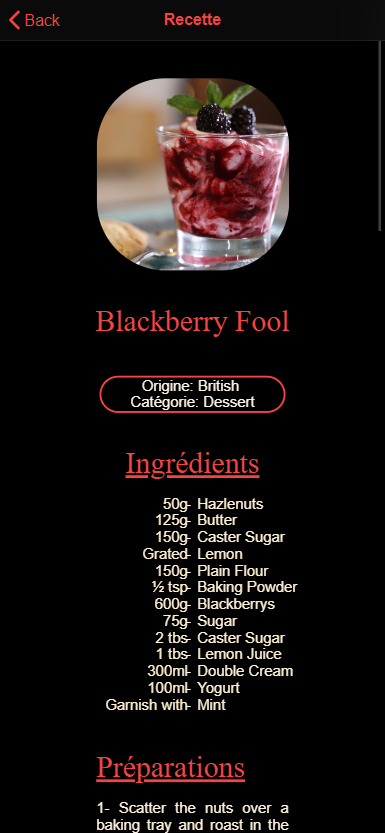 Back
Recette
Blackberry Fool
Origine: British
Catégorie: Dessert
Ingrédients
50g- Hazlenuts
125g- Butter
150g- Caster Sugar
Grated- Lemon
150g- Plain Flour
½ tsp- Baking Powder
600g- Blackberrys
75g- Sugar
2 tbs- Caster Sugar
1 tbs- Lemon Juice
300ml- Double Cream
100ml- Yogurt
Garnish with- Mint
Préparations
1- Scatter the nuts over a
baking tray and roast in the